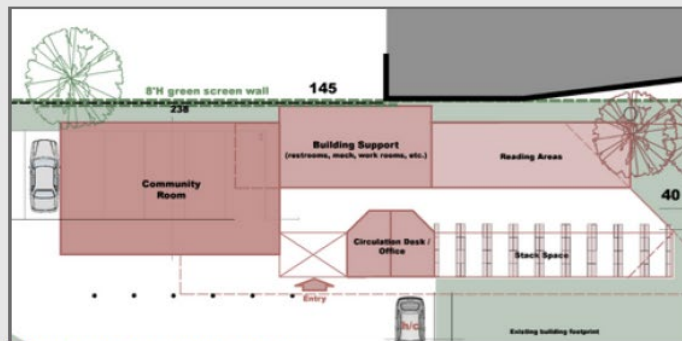 8'H green screen wall
145
238
Building Support
(restrooms, mech, work rooms, etc.)
Reading Areas
Community
Room
40
Circulation Desk /
Office
Stack Space
Entry
h/c
Existing building footprint